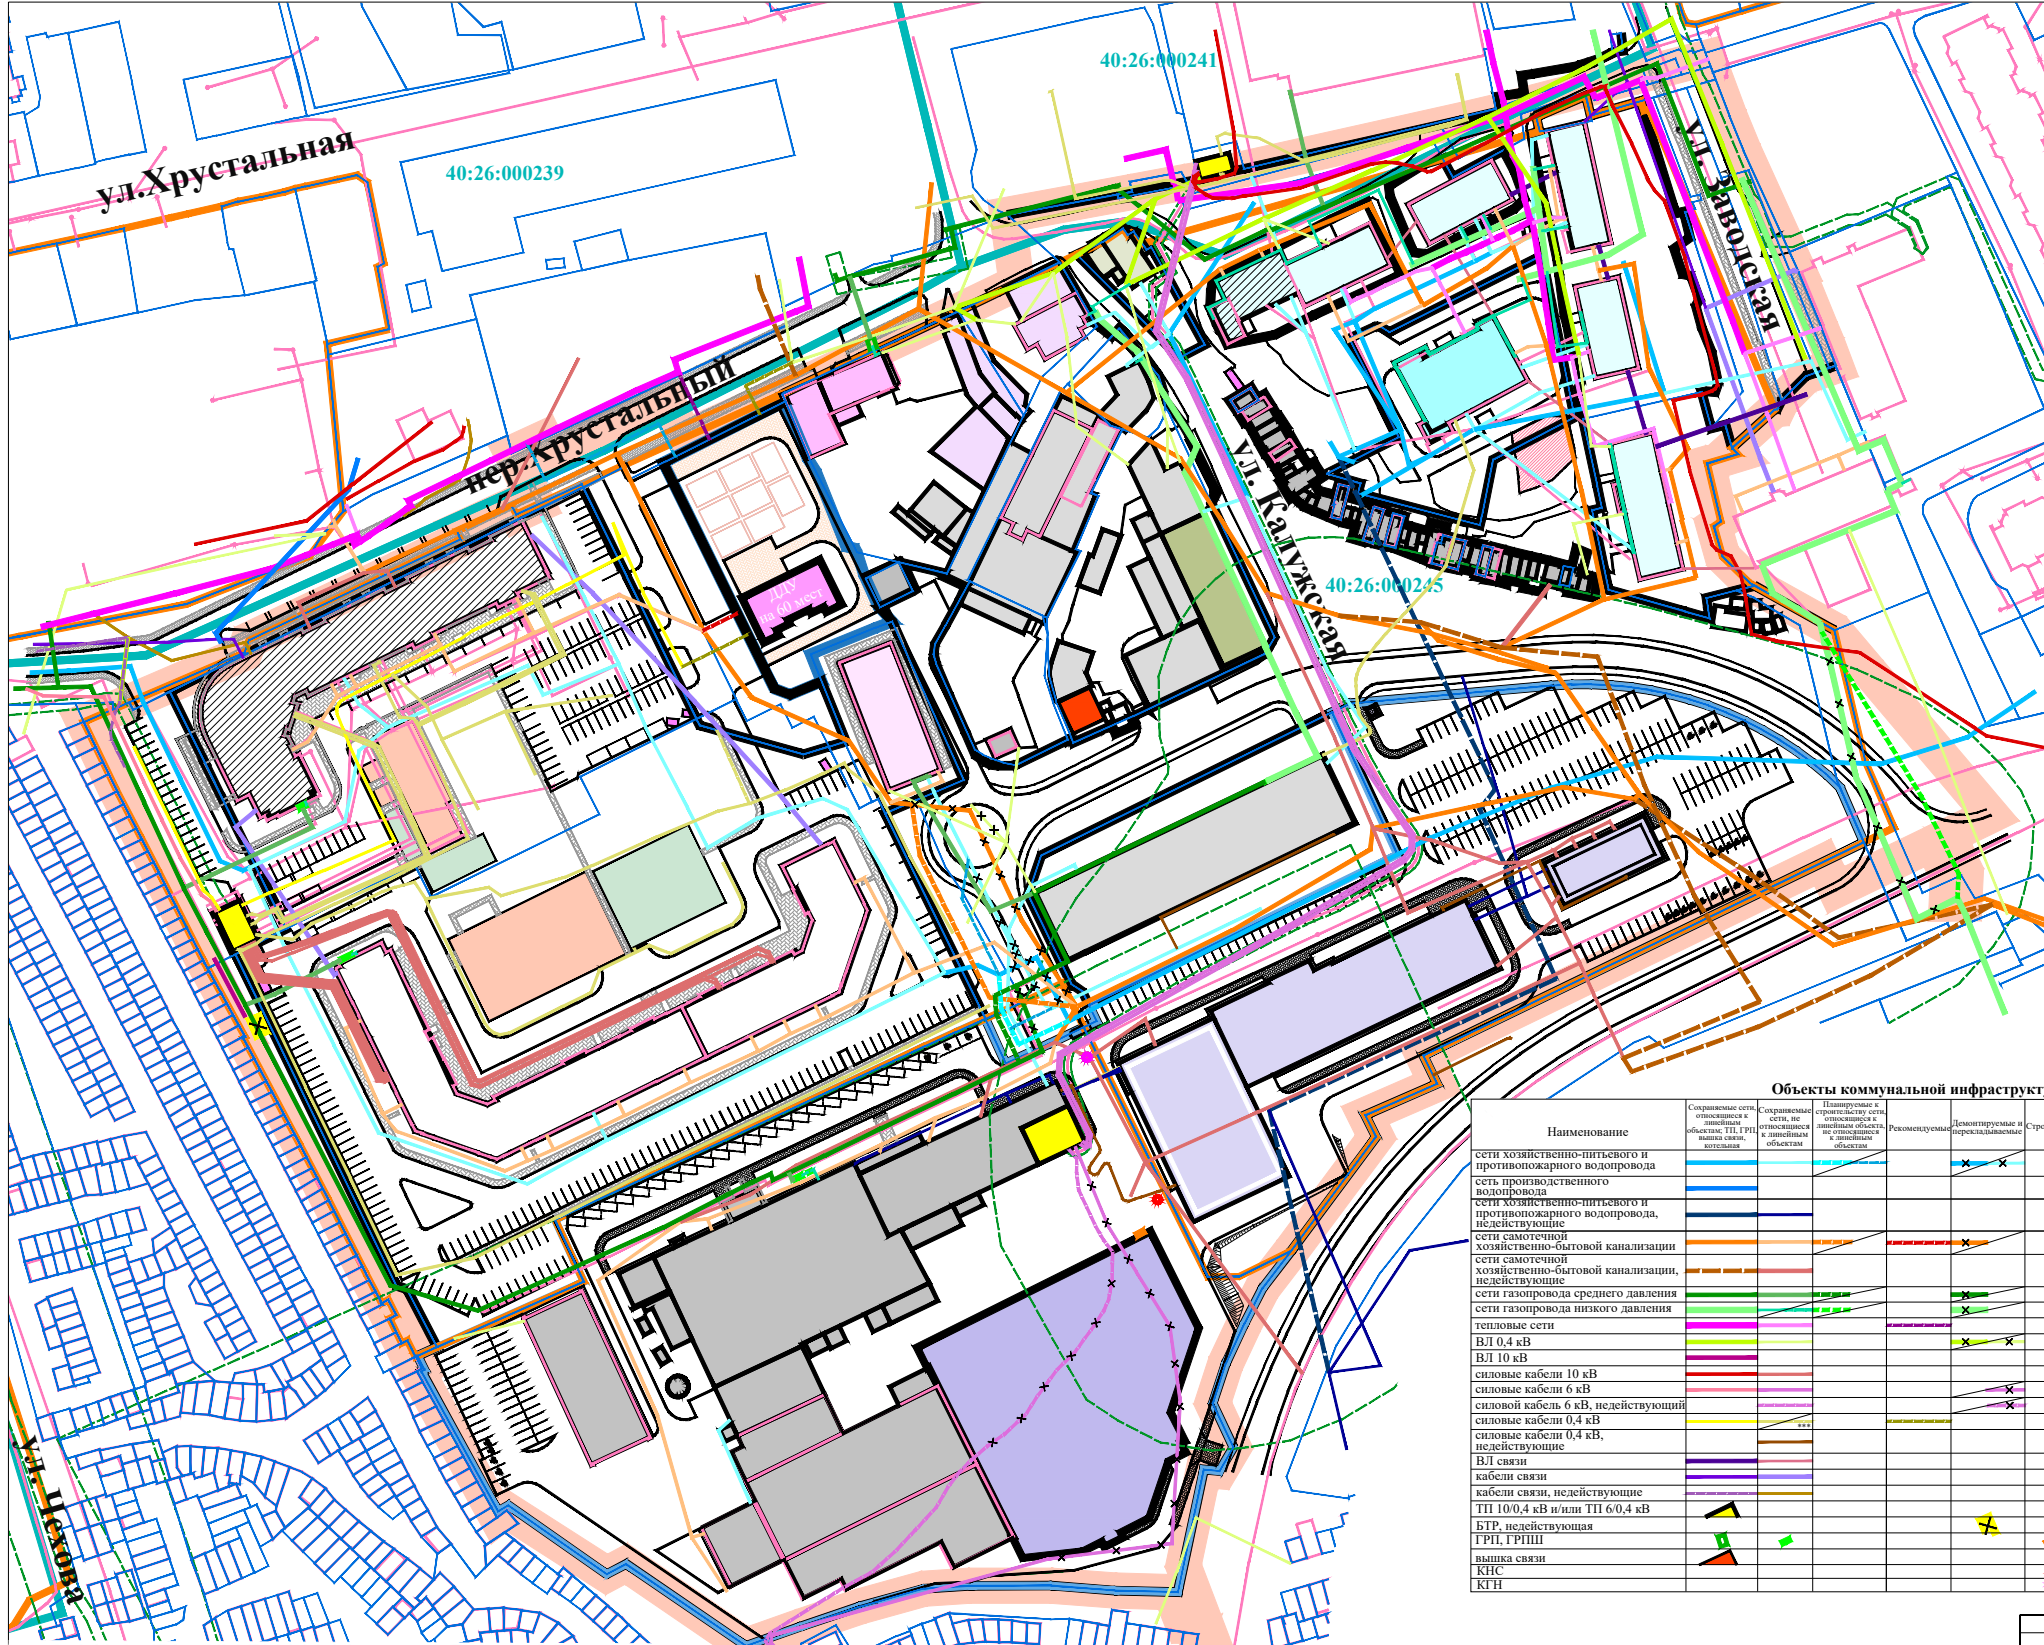 40:26:000241
ул.Хрустальная
40:26:000239
ул. Заводская
пер.Хрустальный
ул. Калужская
40:26:000245
ДДУ
на 60 мест
ул. Чехова
Объекты коммунальной инфраструкт
Наименование
Сохраняемые сети,
относящиеся к
линейным
объектам; ТП, ГРП,
вышка связи,
котельная
Сохраняемые
сети, не
относящиеся
к линейным
объектам
Планируемые к
строительству сети,
относящиеся к
линейным объекта,
не относящиеся
к линейным
объектам
Рекомендуемые
Демонтируемые и
перекладываемые
Стро
сети хозяйственно-питьевого и
противопожарного водопровода
сеть производственного
водопровода
сети хозяйственно-питьевого и
противопожарного водопровода,
недействующие
сети самотечной
хозяйственно-бытовой канализации
сети самотечной
хозяйственно-бытовой канализации,
недействующие
сети газопровода среднего давления
сети газопровода низкого давления
тепловые сети
ВЛ 0,4 кВ
ВЛ 10 кВ
силовые кабели 10 кВ
силовые кабели 6 кВ
силовой кабель 6 кВ, недействующий
силовые кабели 0,4 кВ
***
силовые кабели 0,4 кВ,
недействующие
ВЛ связи
кабели связи
кабели связи, недействующие
ТП 10/0,4 кВ и/или ТП 6/0,4 кВ
БТР, недействующая
ГРП, ГРПШ
вышка связи
КНС
КГН